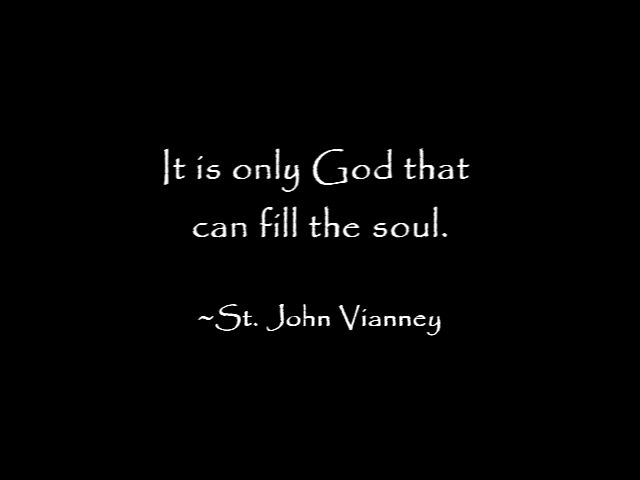 It is only God that
can fill the soul.
~St. John Vianney